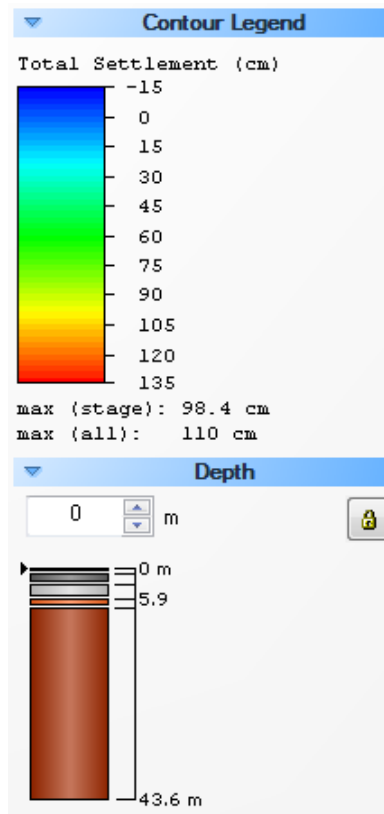 Contour Legend
Total Settlement (cm)
-15
0
15
30
45
60
75
90
105
120
135
max (stage): 98.4 cm
max (all): 110 cm
Depth
0 m
0 m
5.9
43.6 m